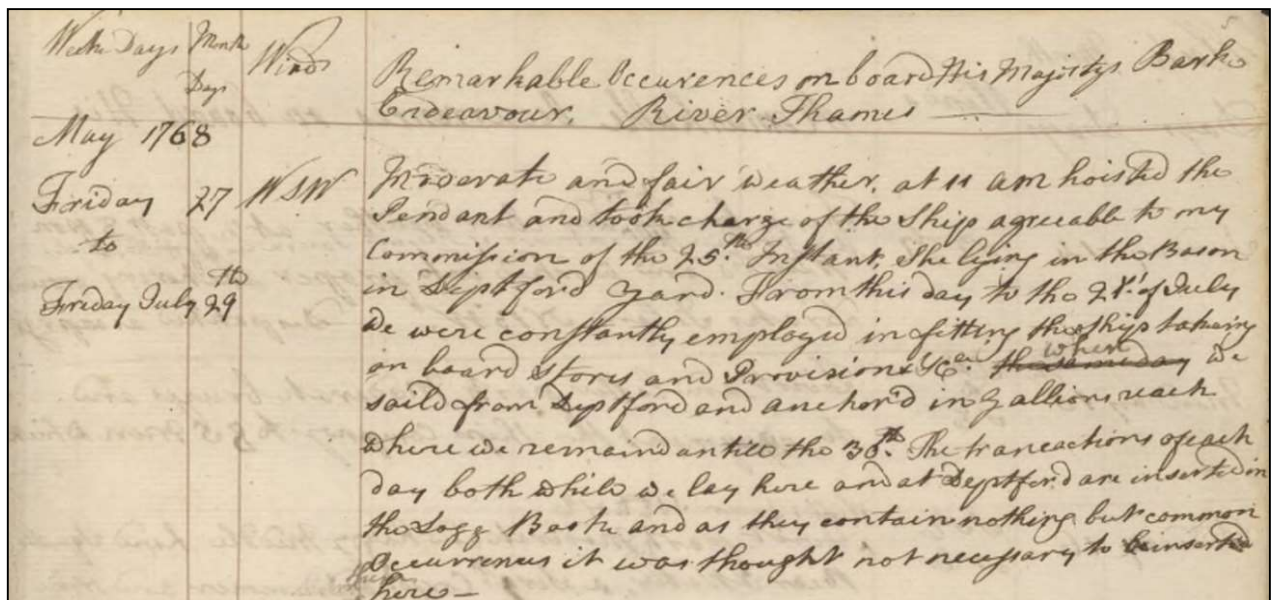 Week Days Month Days Winds
Remarkable Occurences on board His Majestys Bark
Endeavour. River Thames
May 1768
Friday 27 WSW
to
Friday July 29th
Moderate and fair weather, at 11 am hoisted the
Pendant and took charge of the Ship agreeable to my
Commission of the 25th Instant, She lying in the Bason
in Deptford Yard. From this day to the 21st of July
We were constantly employed in fitting the ship takeing
on board Stores and Provisions &Ca. the same day when We
saild from Deptford and anchor'd in Gallions reach
where we remaind untill the 30th. The transactions of each
day both while we lay here and at Deptford are inserted in
the Logg Book and as they contain nothing but common
Occurrences it was thought not necessary to be inserted
here —